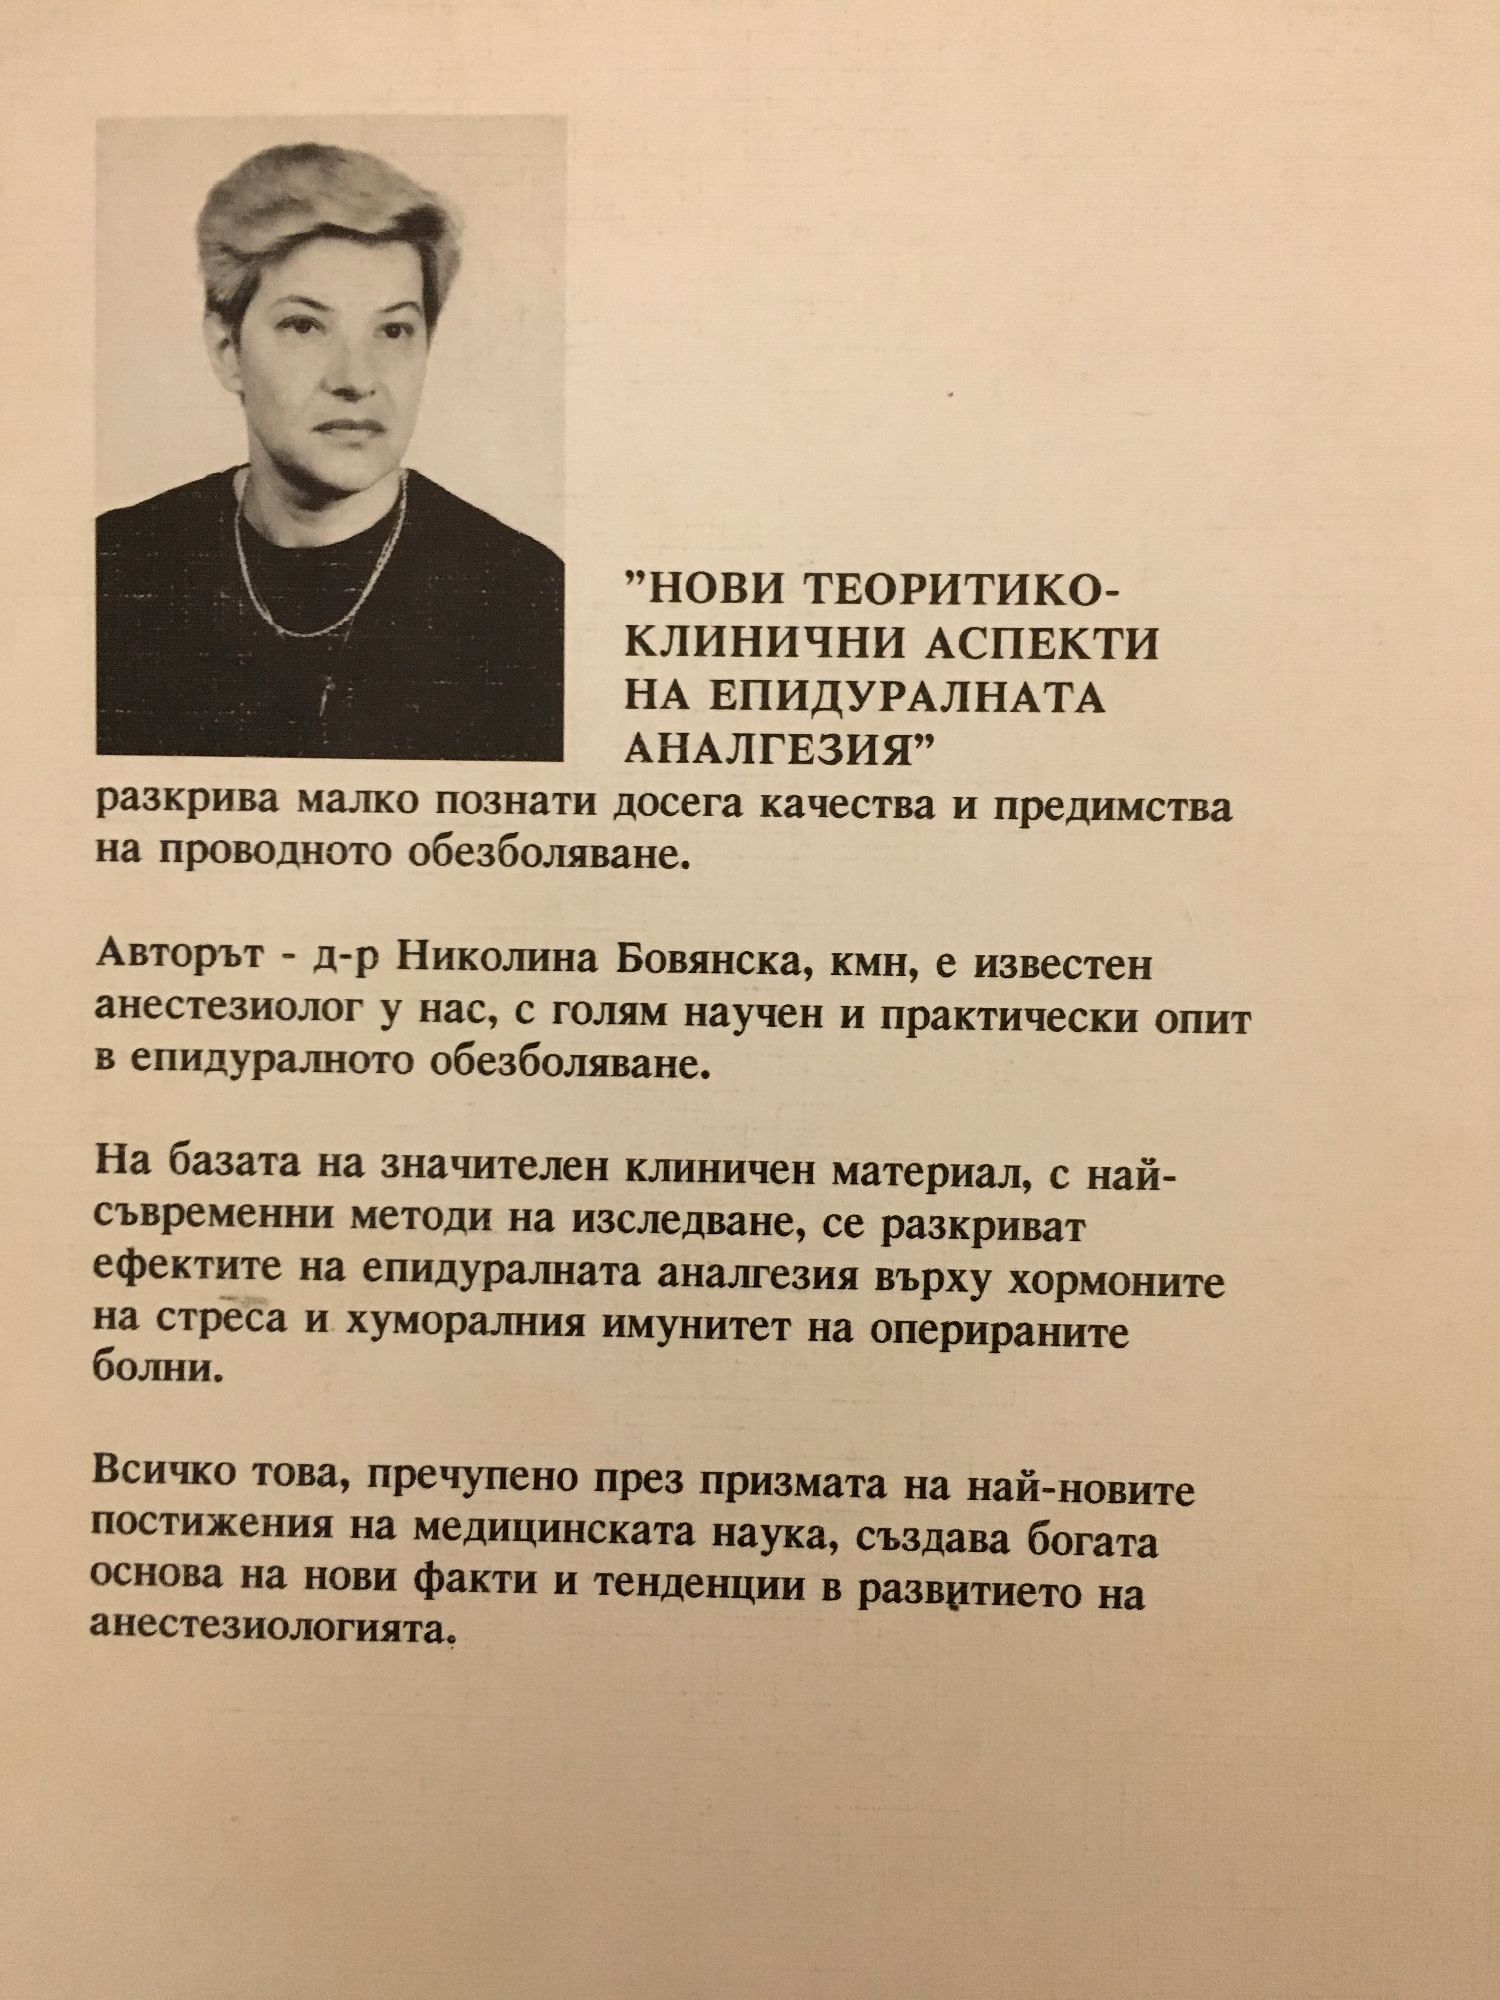 ”НОВИ ТЕОРИТИКО-
КЛИНИЧНИ АСПЕКТИ
НА ЕПИДУРАЛНАТА
АНАЛГЕЗИЯ”
разкрива малко познати досега качества и предимства
на проводното обезболяване.
Авторът - д-р Николина Бовянска, кмн, е известен
анестезиолог у нас, с голям научен и практически опит
в епидуралното обезболяване.
На базата на значителен клиничен материал, с най-
съвременни методи на изследване, се разкриват
ефектите на епидуралната аналгезия върху хормоните
на стреса и хуморалния имунитет на оперираните
болни.
Всичко това, пречупено през призмата на най-новите
постижения на медицинската наука, създава богата
основа на нови факти и тенденции в развитието на
анестезиологията.